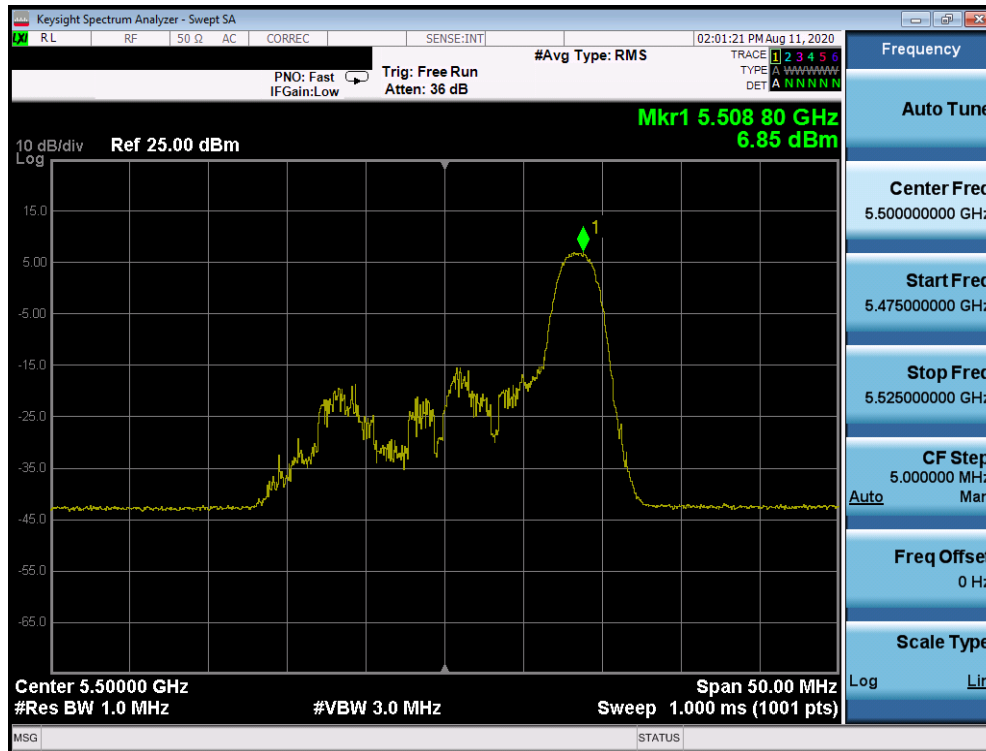 Keysight Spectrum Analyzer - Swept SA
LXI RL RF 50 Ω AC CORREC SENSE:INT 02:01:21 PM Aug 11, 2020
PNO: Fast
IFGain:Low
Trig: Free Run
Atten: 36 dB
#Avg Type: RMS
TRACE 1 2 3 4 5 6
TYPE A WWWWW
DET A N N N N N
Mkr1 5.508 80 GHz
6.85 dBm
10 dB/div Ref 25.00 dBm
Log
15.0
5.00
-5.00
-15.0
-25.0
-35.0
-45.0
-55.0
-65.0
1
Center 5.50000 GHz
Span 50.00 MHz
#Res BW 1.0 MHz
#VBW 3.0 MHz
Sweep 1.000 ms (1001 pts)
MSG
STATUS
Frequency
Auto Tune
Center Freq
5.500000000 GHz
Start Freq
5.475000000 GHz
Stop Freq
5.525000000 GHz
CF Step
5.000000 MHz
Auto Man
Freq Offset
0 Hz
Scale Type
Log Lin